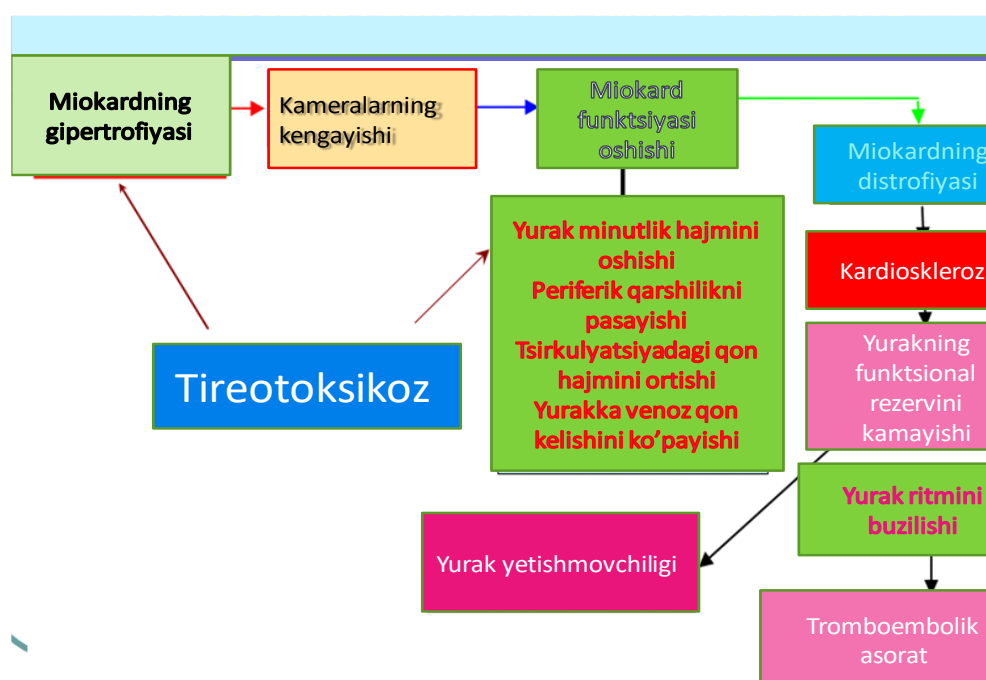 Miokardning
gipertrofiyasi
Kameralarning
kengayishi
Miokard
funktsiyasi
oshishi
Miokardning
distrofiyasi
Yurak minutlik hajmini
oshishi
Periferik qarshilikni
pasayishi
Tsirkulyatsiyadagi qon
hajmini ortishi
Yurakka venoz qon
kelishini ko’payishi
Kardioskleroz
Tireotoksikoz
Yurakning
funktsional
rezervini
kamayishi
Yurak ritmini
buzilishi
Yurak yetishmovchiligi
Tromboembolik
asorat